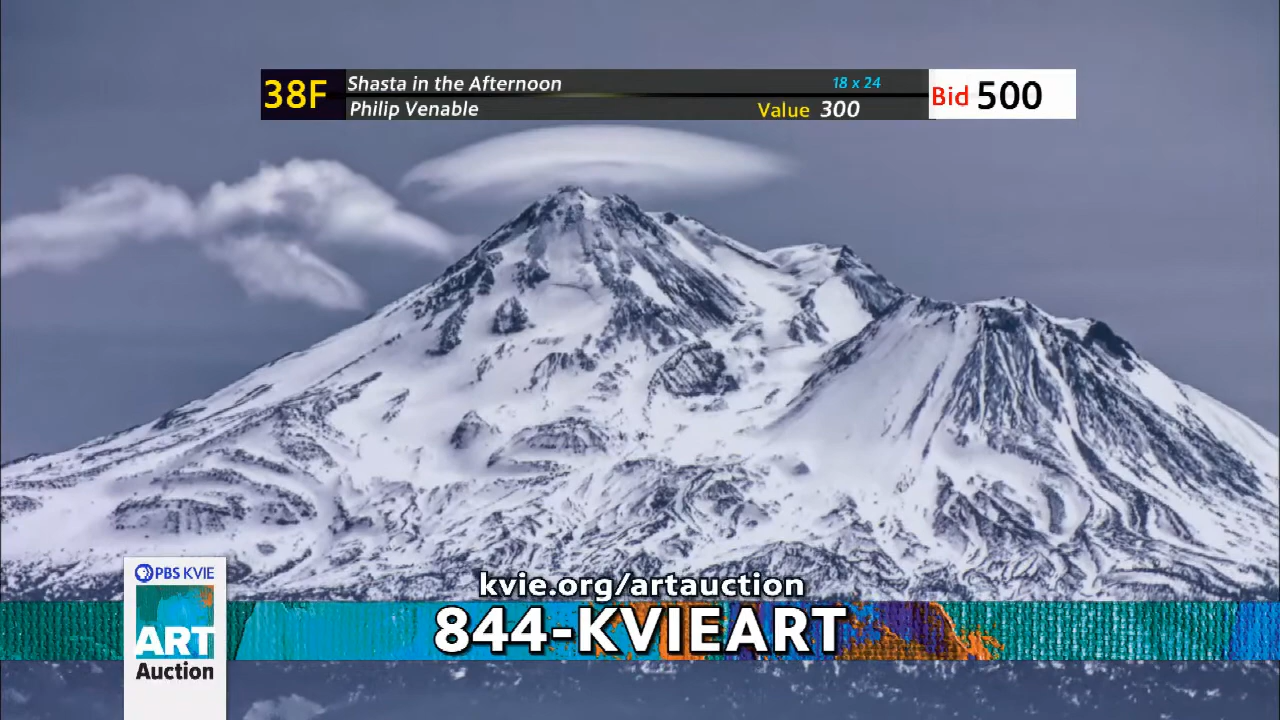 38F
Shasta in the Afternoon
18 x 24
Philip Venable
Value 300
Bid 500
kvie.org/artauction
844-KVIEART
PBS KVIE
ART
Auction